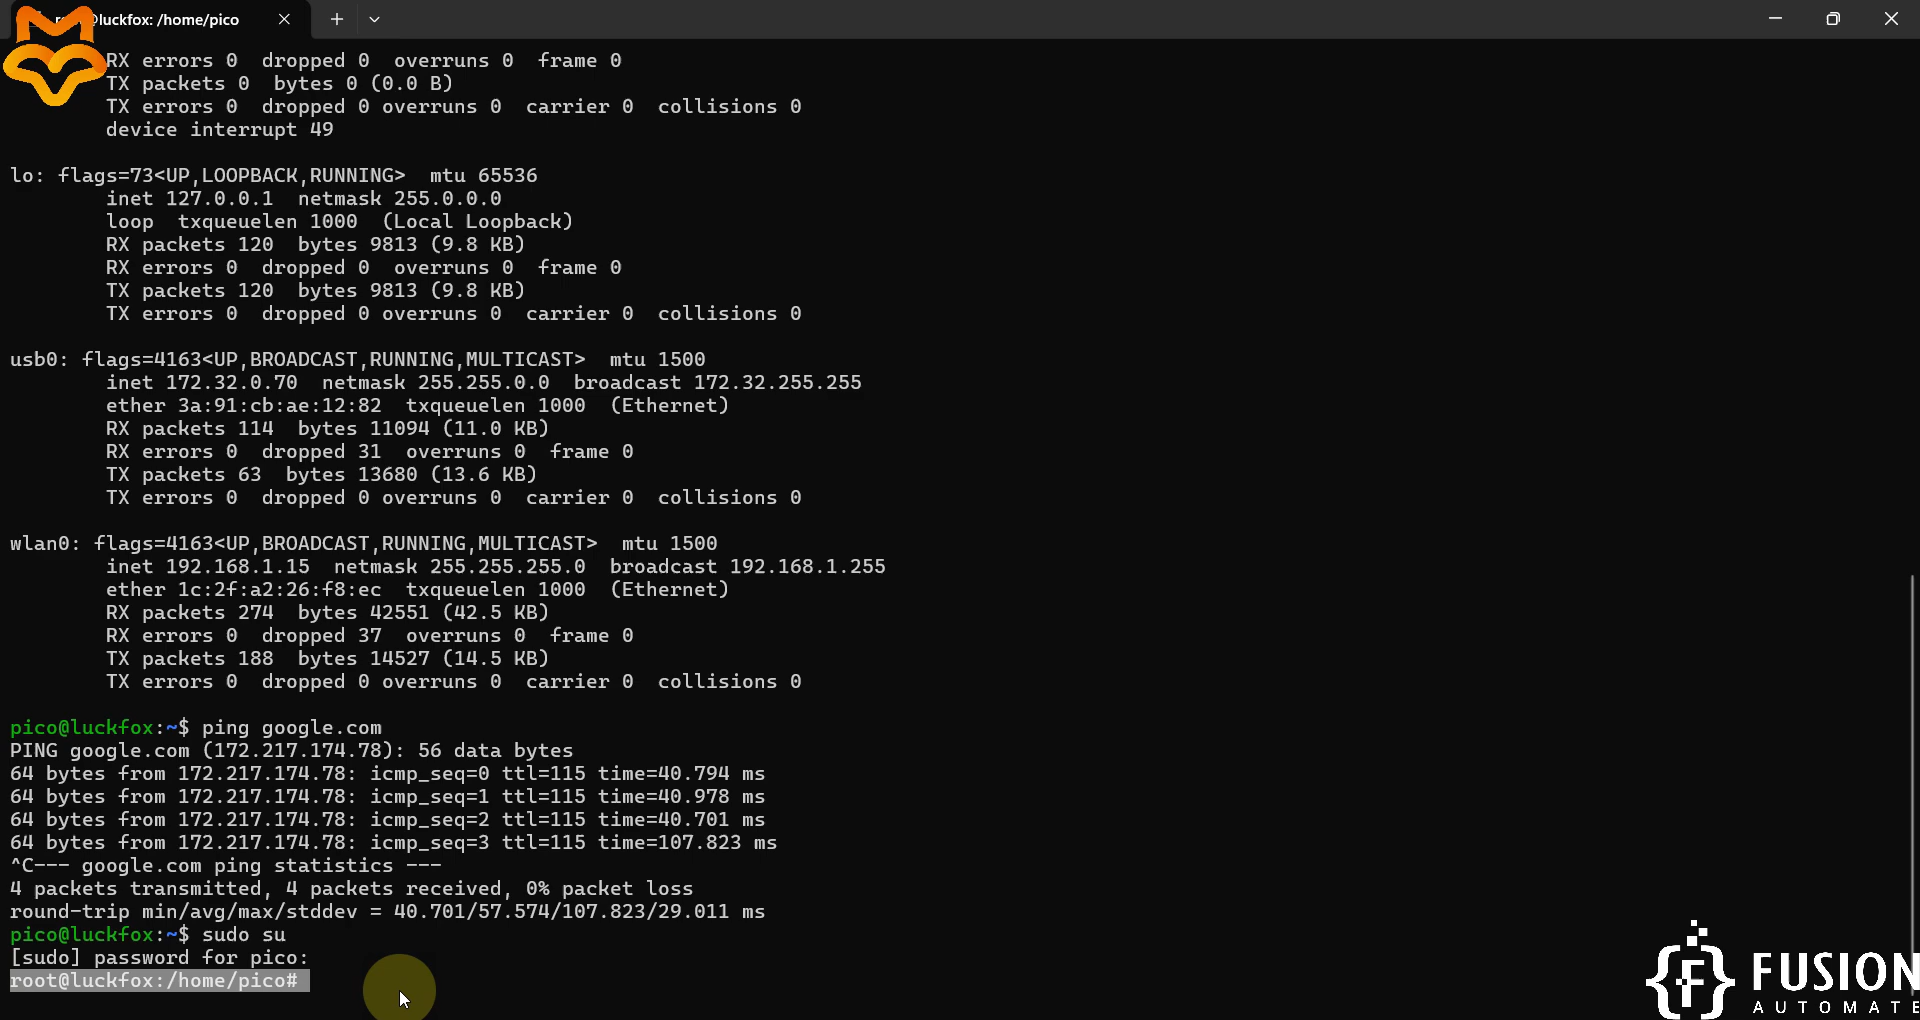 luckfox: /home/pico
RX errors 0  dropped 0  overruns 0  frame 0
TX packets 0  bytes 0 (0.0 B)
TX errors 0  dropped 0 overruns 0  carrier 0  collisions 0
device interrupt 49
lo: flags=73<UP,LOOPBACK,RUNNING>  mtu 65536
inet 127.0.0.1  netmask 255.0.0.0
loop  txqueuelen 1000  (Local Loopback)
RX packets 120  bytes 9813 (9.8 KB)
RX errors 0  dropped 0  overruns 0  frame 0
TX packets 120  bytes 9813 (9.8 KB)
TX errors 0  dropped 0 overruns 0  carrier 0  collisions 0
usb0: flags=4163<UP,BROADCAST,RUNNING,MULTICAST>  mtu 1500
inet 172.32.0.70  netmask 255.255.0.0  broadcast 172.32.255.255
ether 3a:91:cb:ae:12:82  txqueuelen 1000  (Ethernet)
RX packets 114  bytes 11094 (11.0 KB)
RX errors 0  dropped 31  overruns 0  frame 0
TX packets 63  bytes 13680 (13.6 KB)
TX errors 0  dropped 0 overruns 0  carrier 0  collisions 0
wlan0: flags=4163<UP,BROADCAST,RUNNING,MULTICAST>  mtu 1500
inet 192.168.1.15  netmask 255.255.255.0  broadcast 192.168.1.255
ether 1c:2f:a2:26:f8:ec  txqueuelen 1000  (Ethernet)
RX packets 274  bytes 42551 (42.5 KB)
RX errors 0  dropped 37  overruns 0  frame 0
TX packets 188  bytes 14527 (14.5 KB)
TX errors 0  dropped 0 overruns 0  carrier 0  collisions 0
pico@luckfox:~$ ping google.com
PING google.com (172.217.174.78): 56 data bytes
64 bytes from 172.217.174.78: icmp_seq=0 ttl=115 time=40.794 ms
64 bytes from 172.217.174.78: icmp_seq=1 ttl=115 time=40.978 ms
64 bytes from 172.217.174.78: icmp_seq=2 ttl=115 time=40.701 ms
64 bytes from 172.217.174.78: icmp_seq=3 ttl=115 time=107.823 ms
^C--- google.com ping statistics ---
4 packets transmitted, 4 packets received, 0% packet loss
round-trip min/avg/max/stddev = 40.701/57.574/107.823/29.011 ms
pico@luckfox:~$ sudo su
[sudo] password for pico:
root@luckfox:/home/pico#
FUSION
AUTOMATE